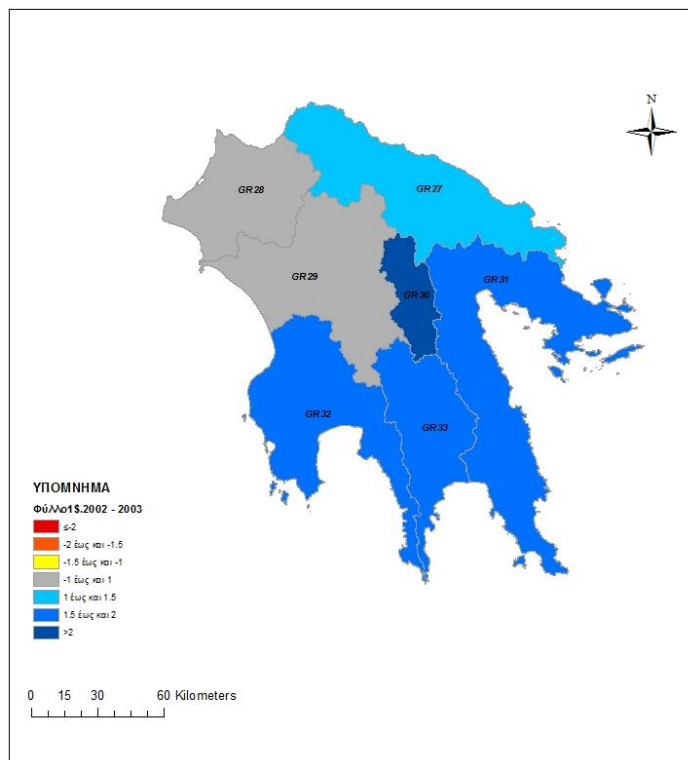 N
GR28
GR27
GR29
GR30
GR31
GR32
GR33
ΥΠΟΜΝΗΜΑ
Φύλλο1$.2002 - 2003
≤-2
-2 έως και -1.5
-1.5 έως και -1
-1 έως και 1
1 έως και 1.5
1.5 έως και 2
>2
0 15 30 60 Kilometers